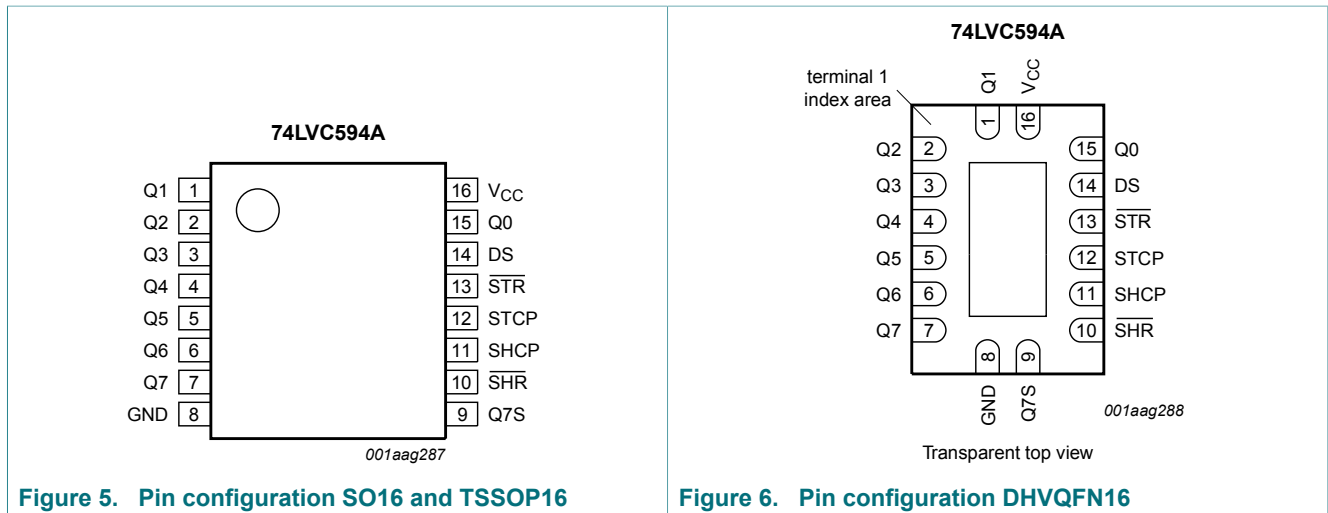 74LVC594A
Q1 1
Q2 2
Q3 3
Q4 4
Q5 5
Q6 6
Q7 7
GND 8
16 VCC
15 Q0
14 DS
13 STR
12 STCP
11 SHCP
10 SHR
9 Q7S
001aag287
Figure 5. Pin configuration SO16 and TSSOP16
74LVC594A
terminal 1
index area
Q1
VCC
1
16
Q2 2
Q3 3
Q4 4
Q5 5
Q6 6
Q7 7
15 Q0
14 DS
13 STR
12 STCP
11 SHCP
10 SHR
8
9
GND
Q7S
001aag288
Transparent top view
Figure 6. Pin configuration DHVQFN16